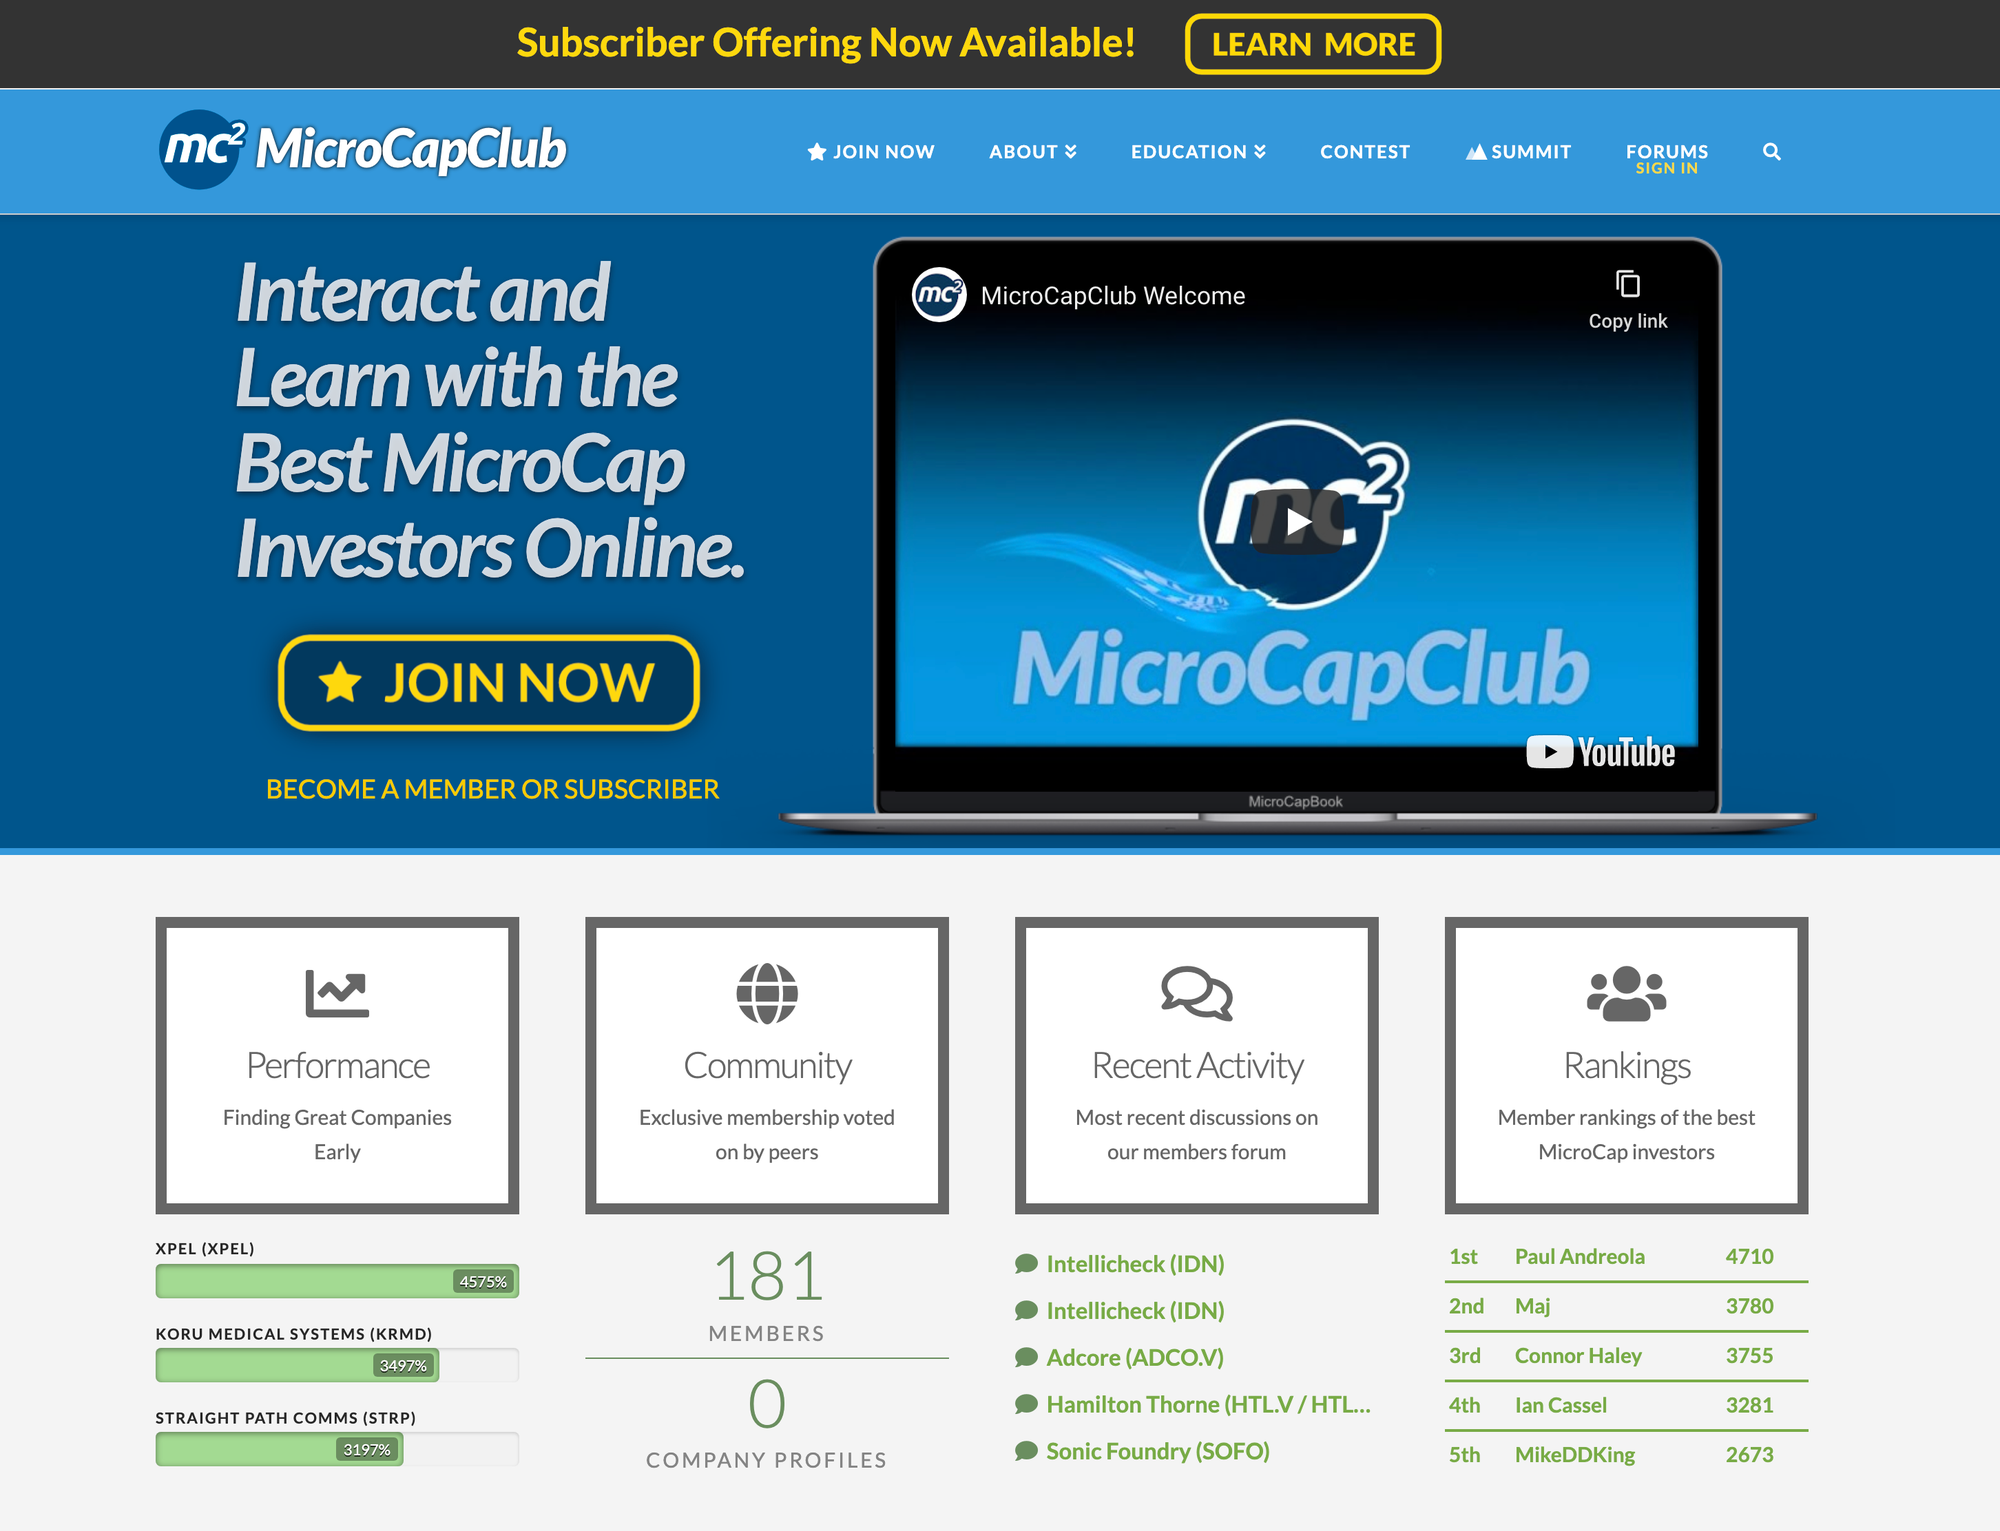 Subscriber Offering Now Available! LEARN MORE
mc2 MicroCapClub
JOIN NOW ABOUT EDUCATION CONTEST SUMMIT FORUMS
SIGN IN
Interact and
Learn with the
Best MicroCap
Investors Online.
JOIN NOW
BECOME A MEMBER OR SUBSCRIBER
mc2 MicroCapClub Welcome
Copy link
mc2
MicroCapClub
YouTube
MicroCapBook
Performance
Finding Great Companies
Early
XPEL (XPEL)
4575%
KORU MEDICAL SYSTEMS (KRMD)
3497%
STRAIGHT PATH COMMS (STRP)
3197%
Community
Exclusive membership voted
on by peers
181
MEMBERS
0
COMPANY PROFILES
Recent Activity
Most recent discussions on
our members forum
Intellicheck (IDN)
Intellicheck (IDN)
Adcore (ADCO.V)
Hamilton Thorne (HTL.V / HTL...
Sonic Foundry (SOFO)
Rankings
Member rankings of the best
MicroCap investors
1st Paul Andreola 4710
2nd Maj 3780
3rd Connor Haley 3755
4th Ian Cassel 3281
5th MikeDDKing 2673